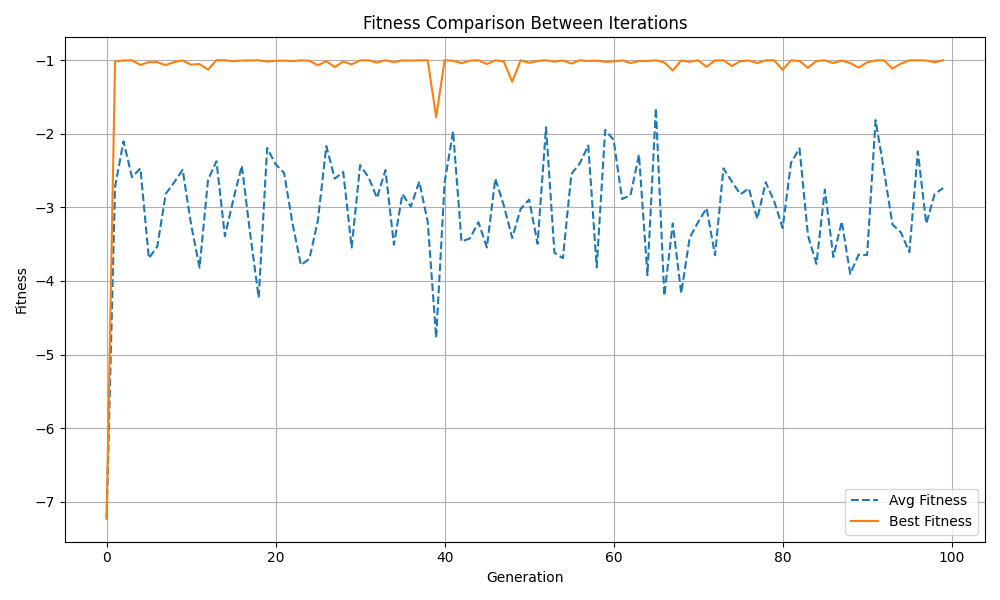 Fitness Comparison Between Iterations
Fitness
−1
−2
−3
−4
−5
−6
−7
0
20
40
60
80
100
Generation
Avg Fitness
Best Fitness